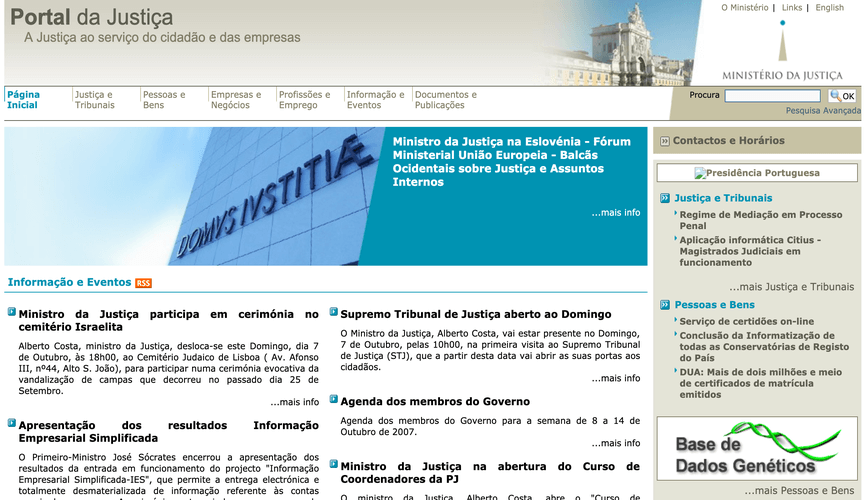 Portal da Justiça
A Justiça ao serviço do cidadão e das empresas
O Ministério | Links | English
MINISTÉRIO DA JUSTIÇA
Página
Inicial
Justiça e
Tribunais
Pessoas e
Bens
Empresas e
Negócios
Profissões e
Emprego
Informação e
Eventos
Documentos e
Publicações
Procura
OK
Pesquisa Avançada
DOMVS IVSTITIÆ
Ministro da Justiça na Eslovénia - Fórum
Ministerial União Europeia - Balcãs
Ocidentais sobre Justiça e Assuntos
Internos
...mais info
Informação e Eventos RSS
Ministro da Justiça participa em cerimónia no
cemitério Israelita
Alberto Costa, ministro da Justiça, desloca-se este Domingo, dia 7
de Outubro, às 18h00, ao Cemitério Judaico de Lisboa ( Av. Afonso
III, nº44, Alto S. João), para participar numa cerimónia evocativa da
vandalização de campas que decorreu no passado dia 25 de
Setembro.
...mais info
Apresentação dos resultados Informação
Empresarial Simplificada
O Primeiro-Ministro José Sócrates encerrou a apresentação dos
resultados da entrada em funcionamento do projecto "Informação
Empresarial Simplificada-IES", que permite a entrega electrónica e
totalmente desmaterializada de informação referente às contas
Supremo Tribunal de Justiça aberto ao Domingo
O Ministro da Justiça, Alberto Costa, vai estar presente no Domingo,
7 de Outubro, pelas 10h00, na primeira visita ao Supremo Tribunal
de Justiça (STJ), que a partir desta data vai abrir as suas portas aos
cidadãos.
...mais info
Agenda dos membros do Governo
Agenda dos membros do Governo para a semana de 8 a 14 de
Outubro de 2007.
...mais info
Ministro da Justiça na abertura do Curso de
Coordenadores da PJ
O ministro da Justiça, Alberto Costa, abre o "Curso de
Contactos e Horários
Presidência Portuguesa
Justiça e Tribunais
Regime de Mediação em Processo
Penal
Aplicação informática Citius -
Magistrados Judiciais em
funcionamento
...mais Justiça e Tribunais
Pessoas e Bens
Serviço de certidões on-line
Conclusão da Informatização de
todas as Conservatórias de Registo
do País
DUA: Mais de dois milhões e meio
de certificados de matrícula
emitidos
Base de
Dados Genéticos
...mais Pessoas e Bens